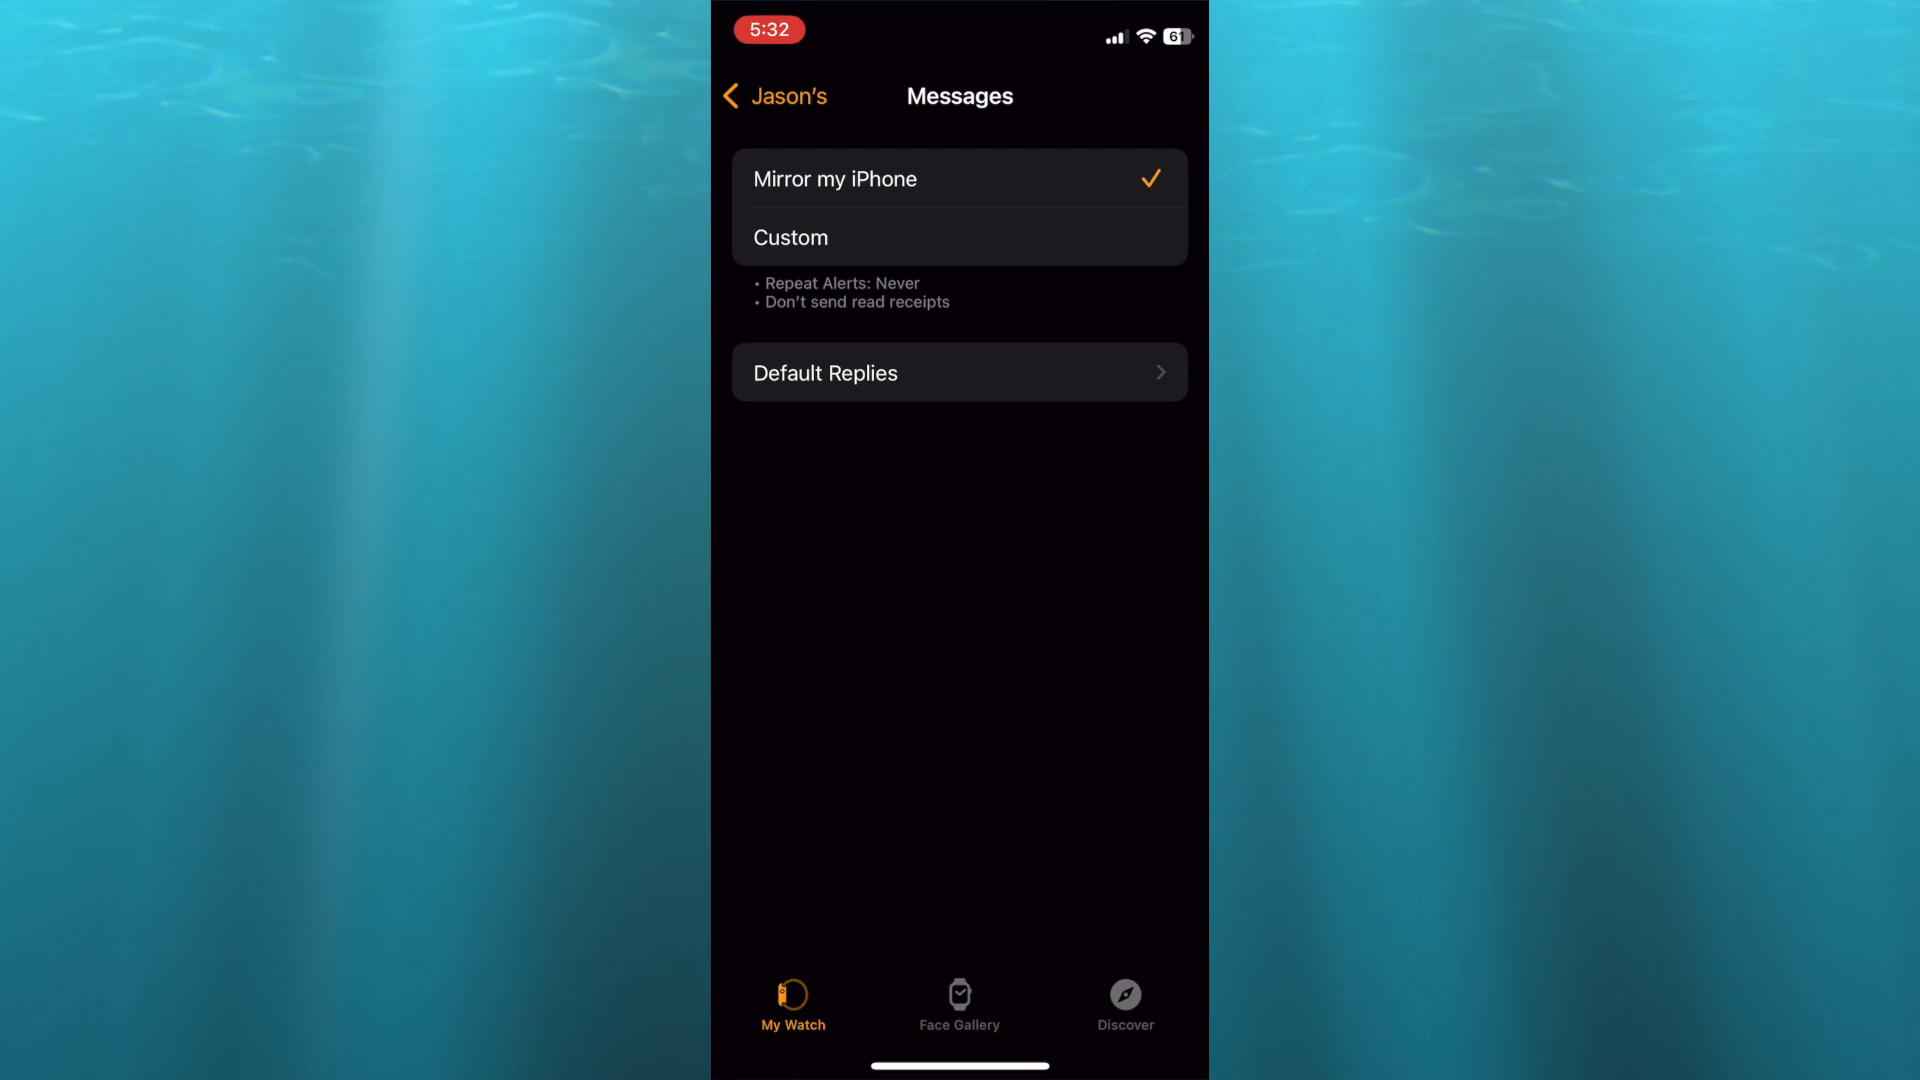 5:32
61
Jason's
Messages
Mirror my iPhone
Custom
• Repeat Alerts: Never
• Don't send read receipts
Default Replies
My Watch
Face Gallery
Discover